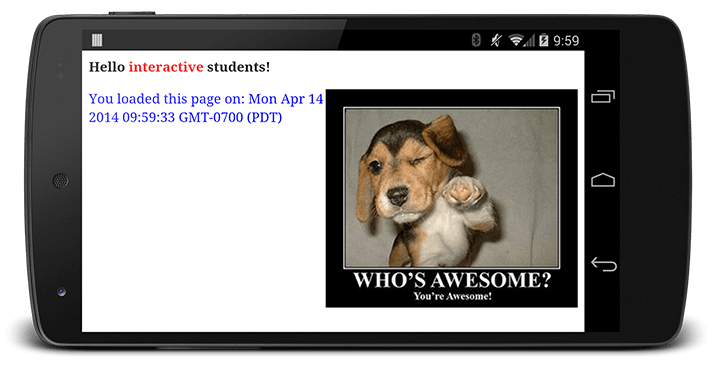 9:59
Hello interactive students!
You loaded this page on: Mon Apr 14
2014 09:59:33 GMT-0700 (PDT)
WHO'S AWESOME?
You're Awesome!